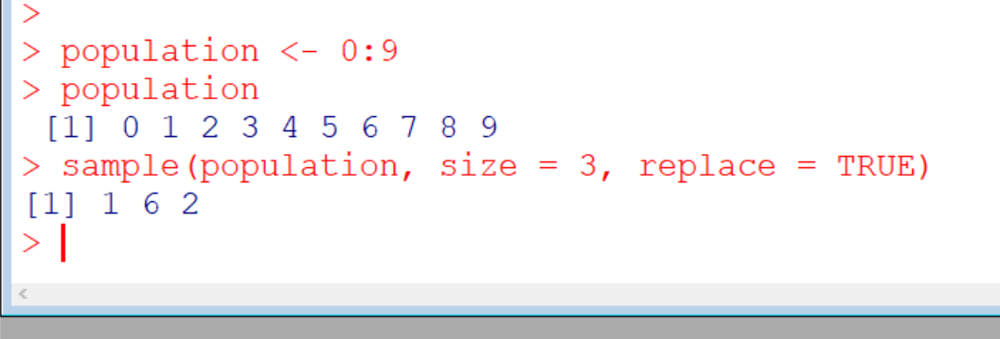 >
> population <- 0:9
> population
[1] 0 1 2 3 4 5 6 7 8 9
> sample(population, size = 3, replace = TRUE)
[1] 1 6 2
>